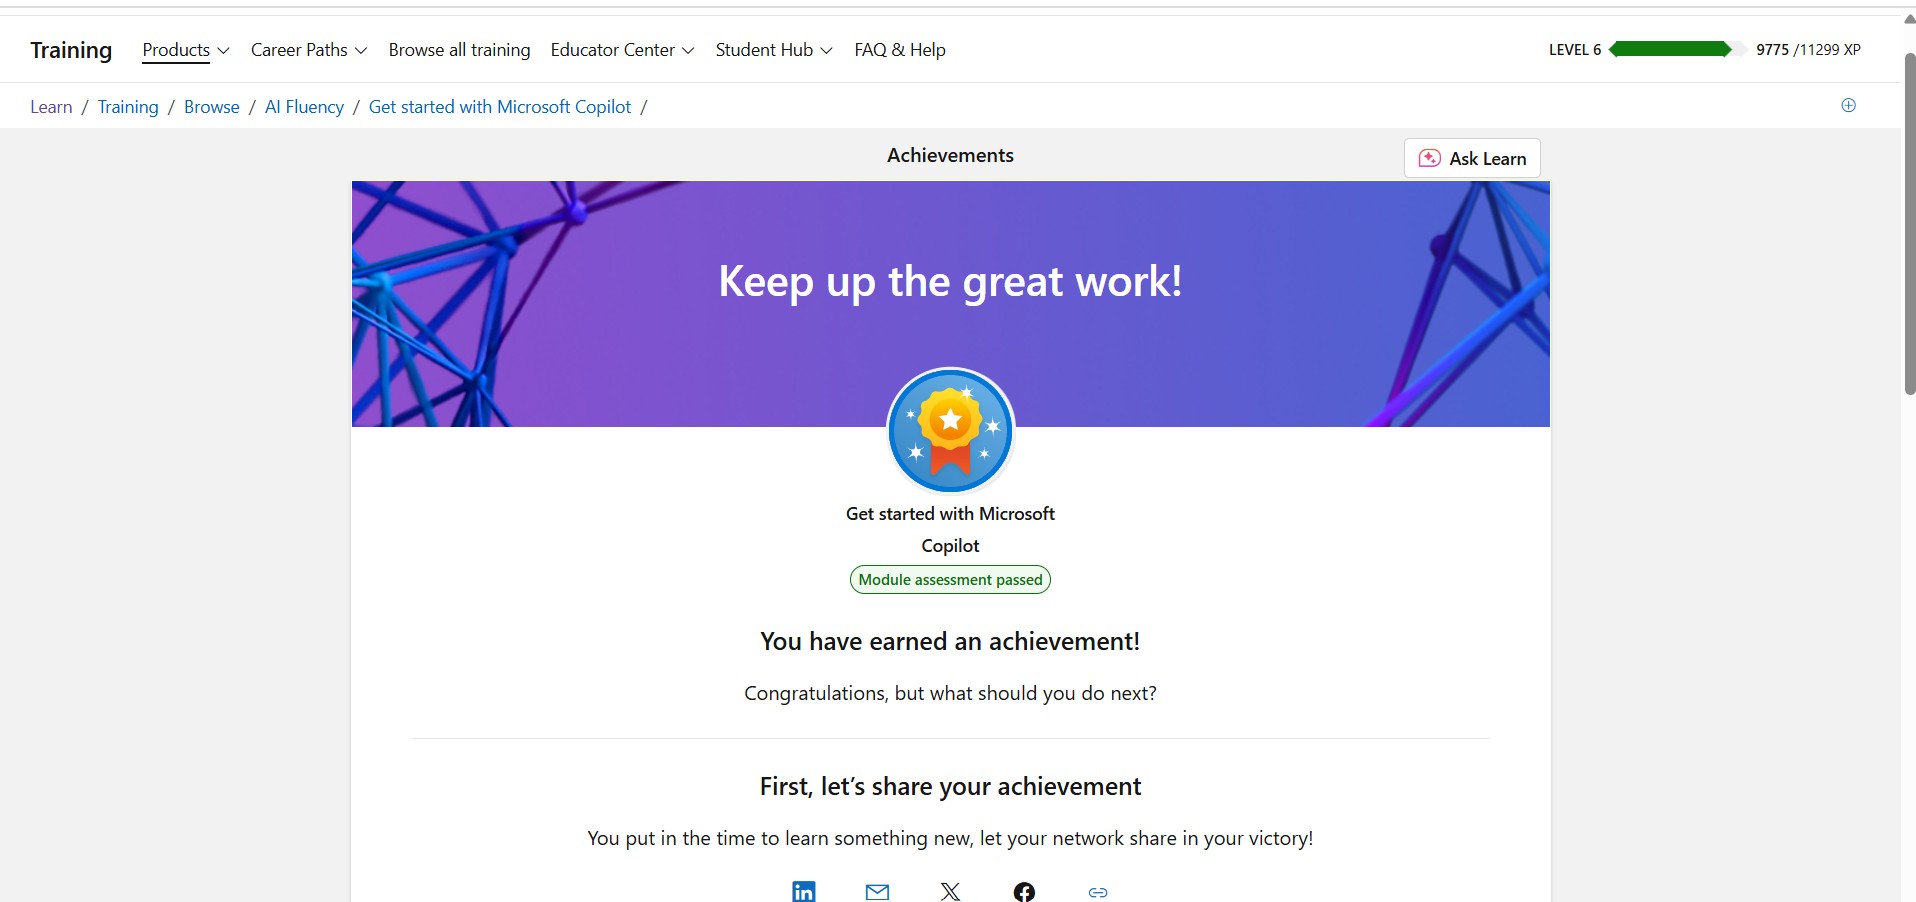 Training Products Career Paths Browse all training Educator Center Student Hub FAQ & Help LEVEL 6 9775 /11299 XP
Learn / Training / Browse / AI Fluency / Get started with Microsoft Copilot /
Achievements
Ask Learn
Keep up the great work!
Get started with Microsoft
Copilot
Module assessment passed
You have earned an achievement!
Congratulations, but what should you do next?
First, let’s share your achievement
You put in the time to learn something new, let your network share in your victory!